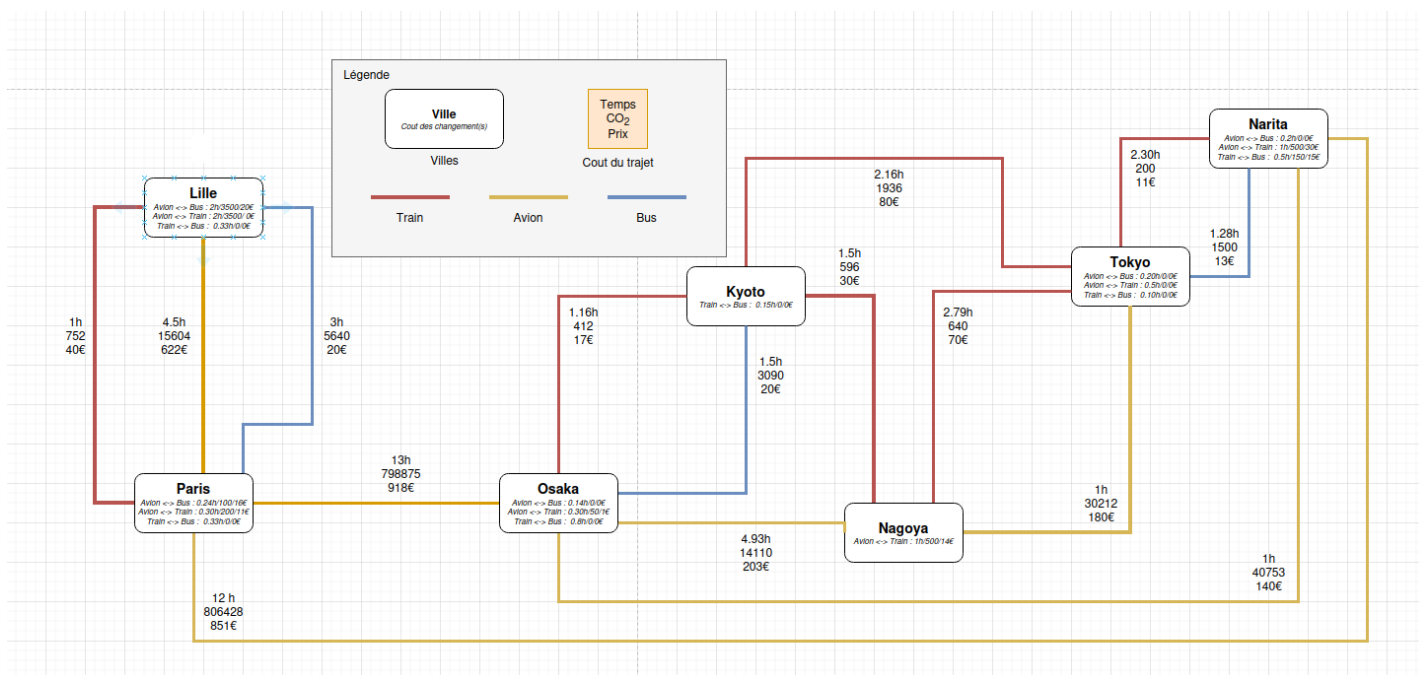 Légende
Ville
Cout des changement(s)
Villes
Temps
CO2
Prix
Cout du trajet
Train
Avion
Bus
Lille
Avion <-> Bus : 2h/3500/20€
Avion <-> Train : 2h/3500/ 0€
Train <-> Bus : 0.33h/0/0€
1h
752
40€
4.5h
15604
622€
3h
5640
20€
Paris
Avion <-> Bus : 0.24h/100/16€
Avion <-> Train : 0.30h/200/11€
Train <-> Bus : 0.33h/0/0€
13h
798875
918€
12 h
806428
851€
Osaka
Avion <-> Bus : 0.14h/0/0€
Avion <-> Train : 0.30h/50/1€
Train <-> Bus : 0.8h/0/0€
1.16h
412
17€
Kyoto
Train <-> Bus : 0.15h/0/0€
1.5h
3090
20€
2.16h
1936
80€
1.5h
596
30€
4.93h
14110
203€
Nagoya
Avion <-> Train : 1h/500/14€
2.79h
640
70€
1h
30212
180€
Tokyo
Avion <-> Bus : 0.20h/0/0€
Avion <-> Train : 0.5h/0/0€
Train <-> Bus : 0.10h/0/0€
2.30h
200
11€
1.28h
1500
13€
Narita
Avion <-> Bus : 0.2h/0/0€
Avion <-> Train : 1h/500/30€
Train <-> Bus : 0.5h/150/15€
1h
40753
140€